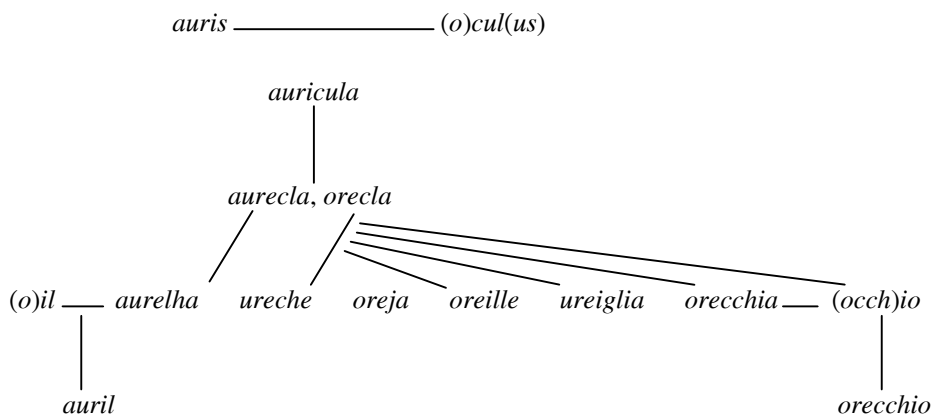 auris (o)cul(us)
auricula
aurecla, orecla
(o)il aurelha ureche oreja oreille ureiglia orecchia (occh)io
auril orecchio